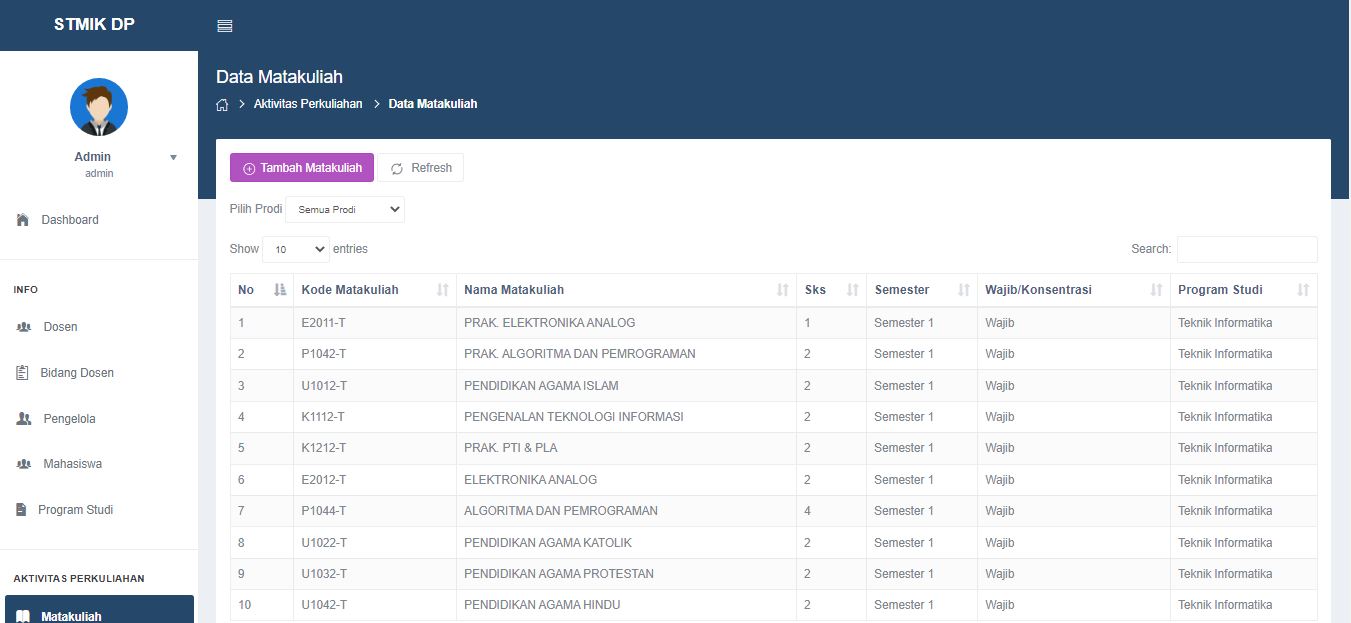 STMIK DP
Data Matakuliah
Aktivitas Perkuliahan > Data Matakuliah
Admin
admin
Dashboard
INFO
Dosen
Bidang Dosen
Pengelola
Mahasiswa
Program Studi
AKTIVITAS PERKULIAHAN
Matakuliah
Tambah Matakuliah Refresh
Pilih Prodi Semua Prodi
Show 10 entries Search:
No Kode Matakuliah Nama Matakuliah Sks Semester Wajib/Konsentrasi Program Studi
1 E2011-T PRAK. ELEKTRONIKA ANALOG 1 Semester 1 Wajib Teknik Informatika
2 P1042-T PRAK. ALGORITMA DAN PEMROGRAMAN 2 Semester 1 Wajib Teknik Informatika
3 U1012-T PENDIDIKAN AGAMA ISLAM 2 Semester 1 Wajib Teknik Informatika
4 K1112-T PENGENALAN TEKNOLOGI INFORMASI 2 Semester 1 Wajib Teknik Informatika
5 K1212-T PRAK. PTI & PLA 2 Semester 1 Wajib Teknik Informatika
6 E2012-T ELEKTRONIKA ANALOG 2 Semester 1 Wajib Teknik Informatika
7 P1044-T ALGORITMA DAN PEMROGRAMAN 4 Semester 1 Wajib Teknik Informatika
8 U1022-T PENDIDIKAN AGAMA KATOLIK 2 Semester 1 Wajib Teknik Informatika
9 U1032-T PENDIDIKAN AGAMA PROTESTAN 2 Semester 1 Wajib Teknik Informatika
10 U1042-T PENDIDIKAN AGAMA HINDU 2 Semester 1 Wajib Teknik Informatika